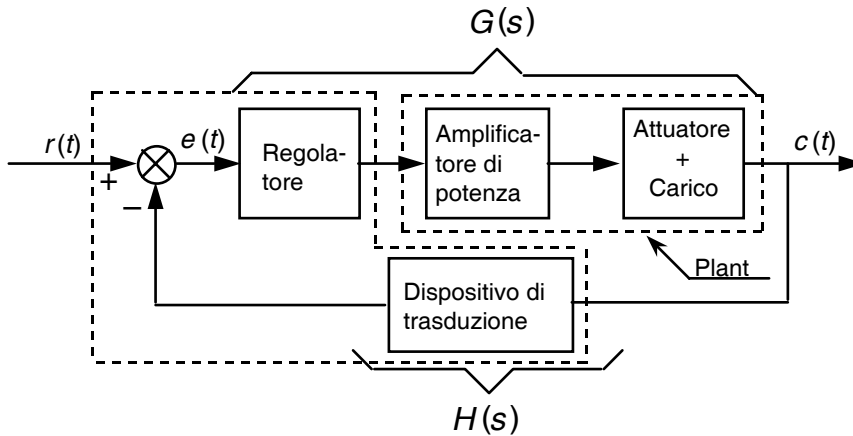 G(s)
r(t)
+
−
e(t)
Regola-
tore
Amplifica-
tore di
potenza
Attuatore
+
Carico
c(t)
Plant
Dispositivo di
trasduzione
H(s)